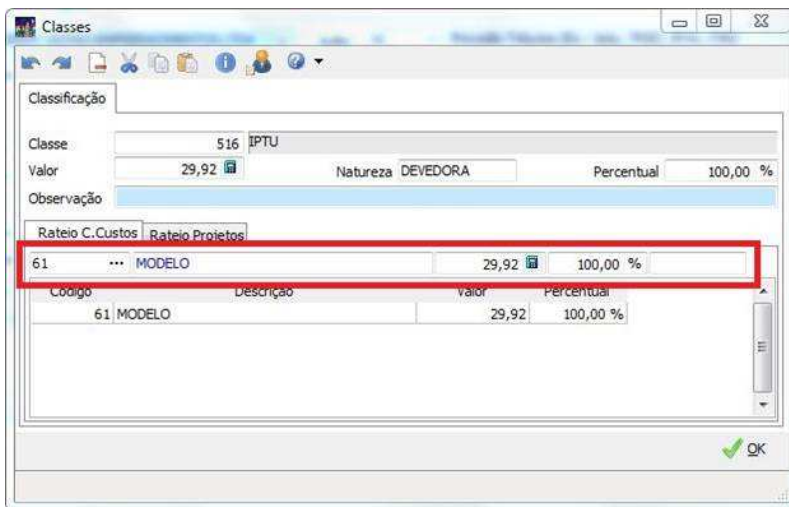 Classes
Classificação
Classe 516 IPTU
Valor 29,92 Natureza DEVEDORA Percentual 100,00 %
Observação
Rateio C.Custos Rateio Projetos
61 ... MODELO 29,92 100,00 %
Código Descrição Valor Percentual
61 MODELO 29,92 100,00 %
OK